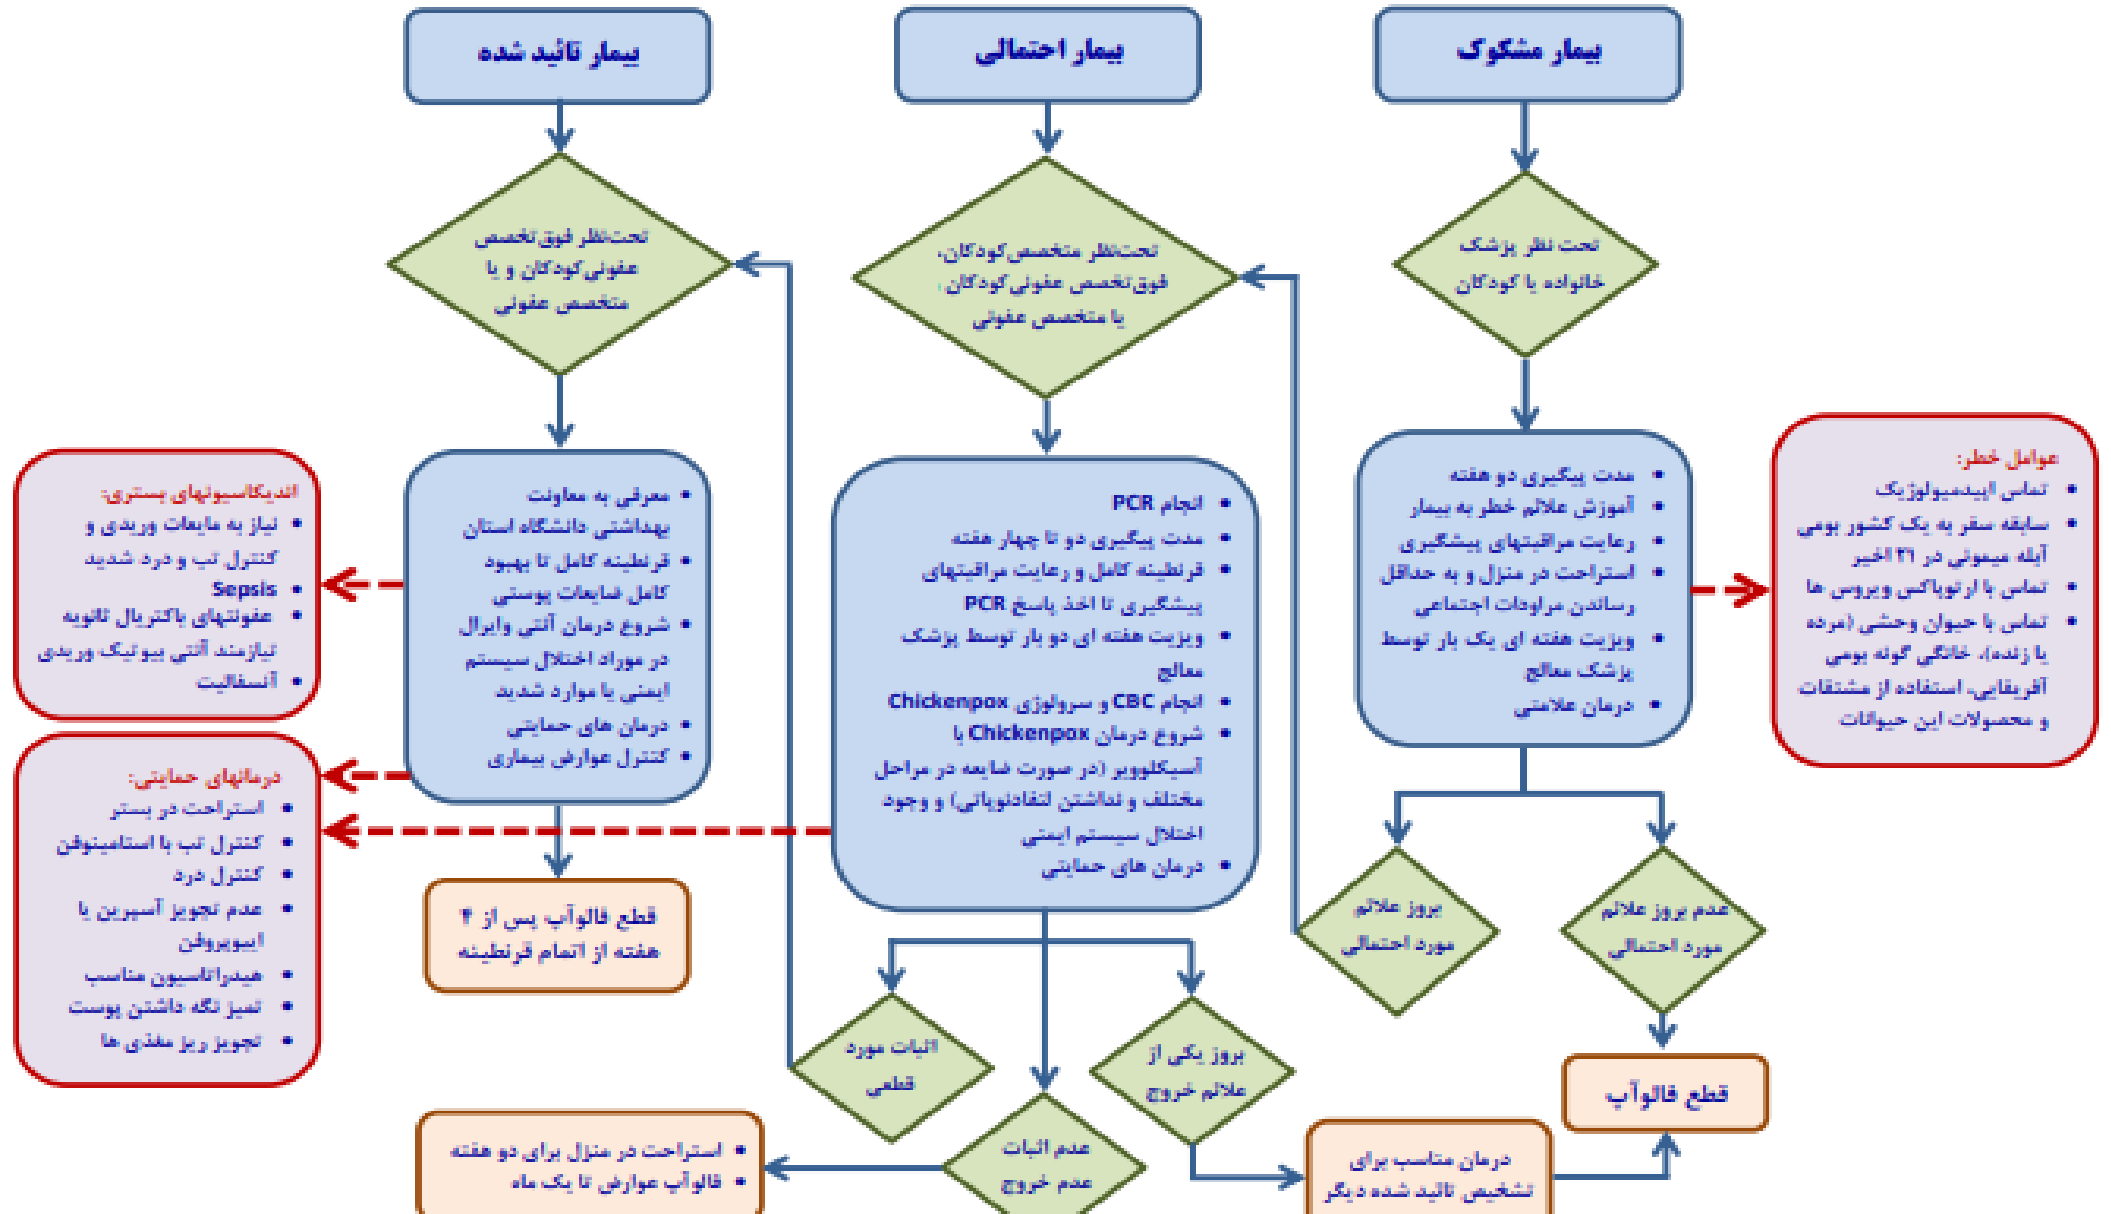 بیمار مشکوک
تحت نظر پزشک
خانواده یا کودکان
مدت پیگیری دو هفته
آموزش علائم خطر به بیمار
رعایت مراقبتهای پیشگیری
استراحت در منزل و به حداقل
رساندن مراودات اجتماعی
ویزیت هفته ای یک بار توسط
پزشک معالج
درمان علامتی
عوامل خطر:
تماس اپیدمیولوژیک
سابقه سفر به یک کشور بومی
آبله میمونی در ۲۱ اخیر
تماس با ارتوپاکس ویروس ها
تماس با حیوان وحشی (مرده
یا زنده)، خانگی گونه بومی
آفریقایی، استفاده از مشتقات
و محصولات این حیوانات
عدم بروز علائم
مورد احتمالی
بروز علائم
مورد احتمالی
قطع فالوآپ
بیمار احتمالی
تحت‌نظر متخصص‌کودکان،
فوق‌تخصص عفونی‌کودکان
یا متخصص عفونی
انجام PCR
مدت پیگیری دو تا چهار هفته
قرنطینه کامل و رعایت مراقبتهای
پیشگیری تا اخذ پاسخ PCR
ویزیت هفته ای دو بار توسط پزشک
معالج
انجام CBC و سرولوژی Chickenpox
شروع درمان Chickenpox با
آسیکلوویر (در صورت ضایعه در مراحل
مختلف و نداشتن لنفادنوپاتی) و وجود
اختلال سیستم ایمنی
درمان های حمایتی
بروز یکی از
علائم خروج
عدم اثبات
عدم خروج
اثبات مورد
قطعی
درمان مناسب برای
تشخیص تائید شده دیگر
استراحت در منزل برای دو هفته
فالوآپ عوارض تا یک ماه
بیمار تائید شده
تحت‌نظر فوق‌تخصص
عفونی‌کودکان و یا
متخصص عفونی
معرفی به معاونت
بهداشتی دانشگاه استان
قرنطینه کامل تا بهبود
کامل ضایعات پوستی
شروع درمان آنتی وایرال
در موراد اختلال سیستم
ایمنی یا موارد شدید
درمان های حمایتی
کنترل عوارض بیماری
قطع فالوآپ پس از ۴
هفته از اتمام قرنطینه
اندیکاسیونهای بستری:
نیاز به مایعات وریدی و
کنترل تب و درد شدید
Sepsis
عفونتهای باکتریال ثانویه
نیازمند آنتی بیوتیک وریدی
آنسفالیت
درمانهای حمایتی:
استراحت در بستر
کنترل تب با استامینوفن
کنترل درد
عدم تجویز آسپرین یا
ایبوپروفن
هیدراتاسیون مناسب
تمیز نگه داشتن پوست
تجویز ریز مغذی ها